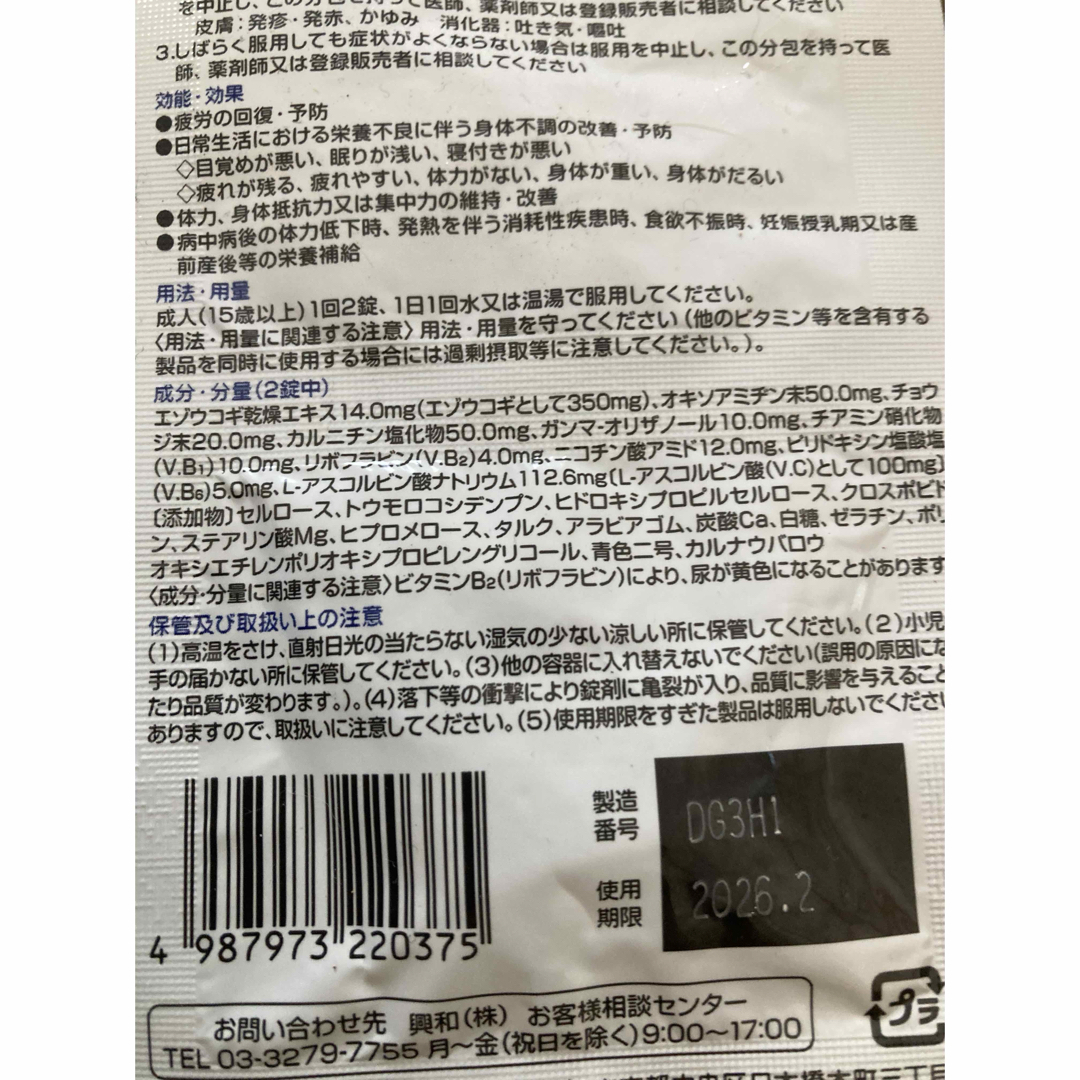 を中止し、この分包を持って医師、薬剤師又は登録販売者に相談してください
皮膚：発疹・発赤、かゆみ　消化器：吐き気・嘔吐
3.しばらく服用しても症状がよくならない場合は服用を中止し、この分包を持って医
師、薬剤師又は登録販売者に相談してください
効能・効果
●疲労の回復・予防
●日常生活における栄養不良に伴う身体不調の改善・予防
◇目覚めが悪い、眠りが浅い、寝付きが悪い
◇疲れが残る、疲れやすい、体力がない、身体が重い、身体がだるい
●体力、身体抵抗力又は集中力の維持・改善
●病中病後の体力低下時、発熱を伴う消耗性疾患時、食欲不振時、妊娠授乳期又は産
前産後等の栄養補給
用法・用量
成人(15歳以上)1回2錠、1日1回水又は温湯で服用してください。
〈用法・用量に関連する注意〉用法・用量を守ってください(他のビタミン等を含有する
製品を同時に使用する場合には過剰摂取等に注意してください。)。
成分・分量(2錠中)
エゾウコギ乾燥エキス14.0mg(エゾウコギとして350mg)、オキソアミヂン末50.0mg、チョウ
ジ末20.0mg、カルニチン塩化物50.0mg、ガンマ-オリザノール10.0mg、チアミン硝化物
(V.B₁)10.0mg、リボフラビン(V.B₂)4.0mg、ニコチン酸アミド12.0mg、ピリドキシン塩酸塩
(V.B₆)5.0mg、L-アスコルビン酸ナトリウム112.6mg〔L-アスコルビン酸(V.C)として100mg〕
〔添加物〕セルロース、トウモロコシデンプン、ヒドロキシプロピルセルロース、クロスポビド
ン、ステアリン酸Mg、ヒプロメロース、タルク、アラビアゴム、炭酸Ca、白糖、ゼラチン、ポリ
オキシエチレンポリオキシプロピレングリコール、青色二号、カルナウバロウ
〈成分・分量に関連する注意〉ビタミンB₂(リボフラビン)により、尿が黄色になることがあります
保管及び取扱い上の注意
(1)高温をさけ、直射日光の当たらない湿気の少ない涼しい所に保管してください。(2)小児
手の届かない所に保管してください。(3)他の容器に入れ替えないでください(誤用の原因にな
たり品質が変わります。)。(4)落下等の衝撃により錠剤に亀裂が入り、品質に影響を与えること
ありますので、取扱いに注意してください。(5)使用期限をすぎた製品は服用しないでくださ
製造
番号
DG3H1
使用
期限
2026.2
4 987973 220375
プラ
お問い合わせ先　興和(株)　お客様相談センター
TEL 03-3279-7755 月～金(祝日を除く)9:00～17:00